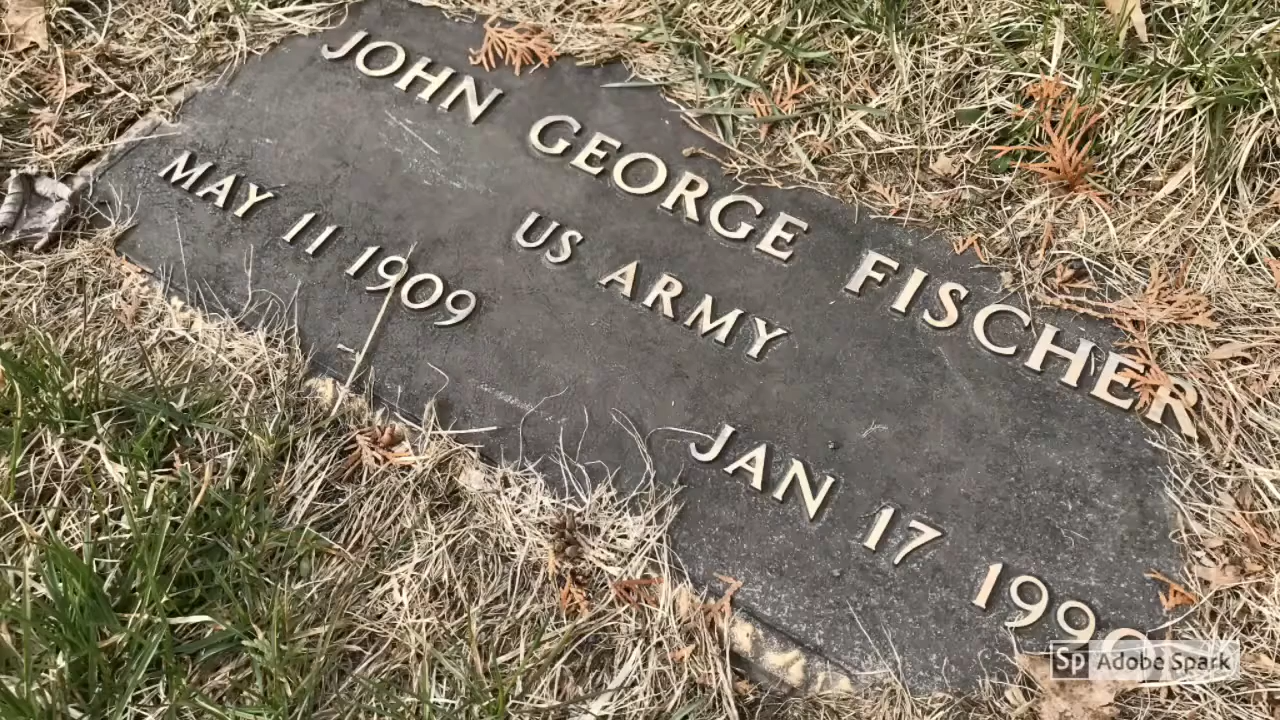 JOHN GEORGE FISCHER
US ARMY
MAY 11 1909 JAN 17
Sp Adobe Spark